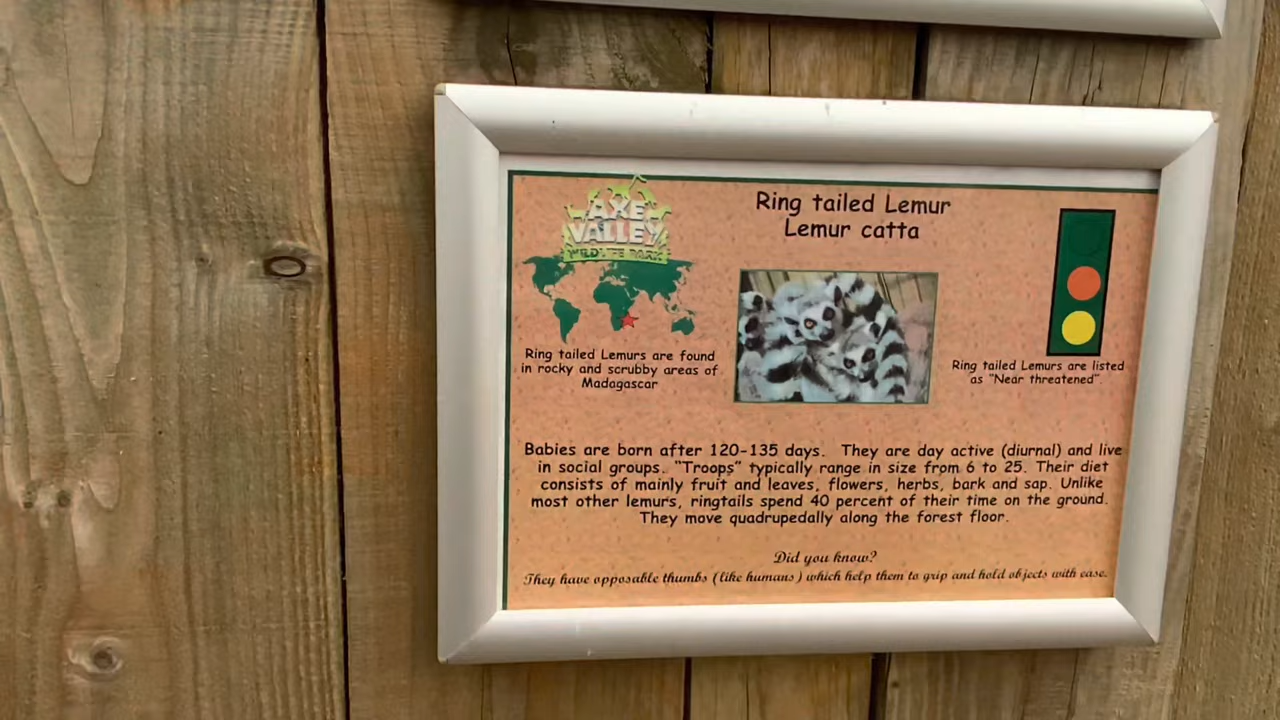 AXE
VALLEY
WILDLIFE PARK
Ring tailed Lemur
Lemur catta
Ring tailed Lemurs are found
in rocky and scrubby areas of
Madagascar
Ring tailed Lemurs are listed
as "Near threatened".
Babies are born after 120-135 days. They are day active (diurnal) and live
in social groups. "Troops" typically range in size from 6 to 25. Their diet
consists of mainly fruit and leaves, flowers, herbs, bark and sap. Unlike
most other lemurs, ringtails spend 40 percent of their time on the ground.
They move quadrupedally along the forest floor.
Did you know?
They have opposable thumbs (like humans) which help them to grip and hold objects with ease.